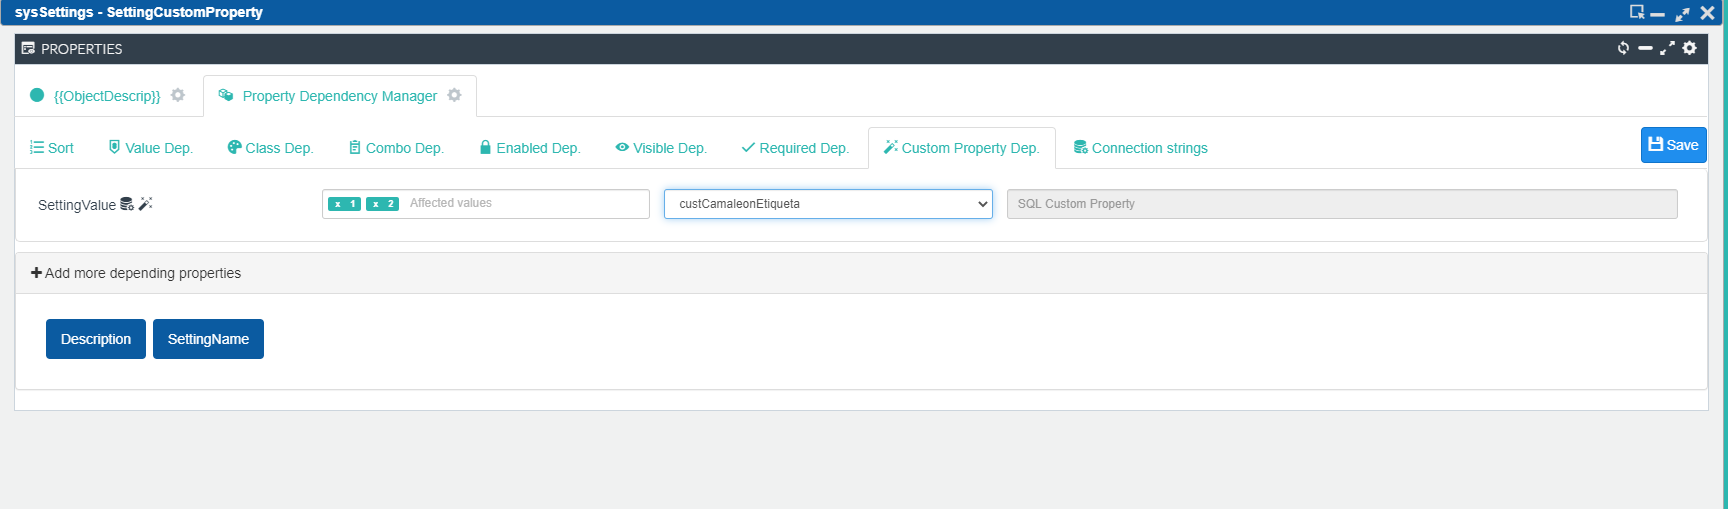 sysSettings - SettingCustomProperty
PROPERTIES
{{ObjectDescrip}} Property Dependency Manager
Sort Value Dep. Class Dep. Combo Dep. Enabled Dep. Visible Dep. Required Dep. Custom Property Dep. Connection strings Save
SettingValue x 1 x 2 Affected values custCamaleonEtiqueta SQL Custom Property
Add more depending properties
Description SettingName